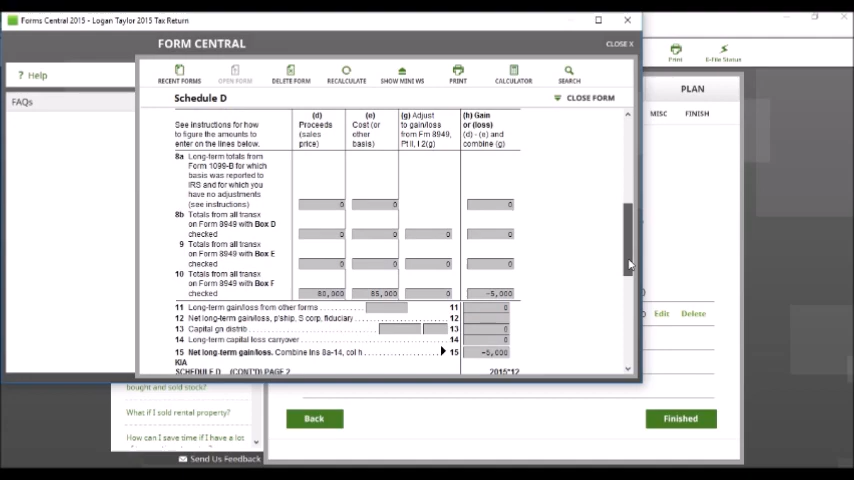 Forms Central 2015 - Logan Taylor 2015 Tax Return
FORM CENTRAL
CLOSE X
Print
E-File Status
? Help
RECENT FORMS
OPEN FORM
DELETE FORM
RECALCULATE
SHOW MINI WS
PRINT
CALCULATOR
SEARCH
PLAN
FAQs
Schedule D
CLOSE FORM
MISC
FINISH
See instructions for how
to figure the amounts to
enter on the lines below.
(d)
Proceeds
(sales
price)
(e)
Cost (or
other
basis)
(g) Adjust
to gain/loss
from Fm 8949,
Pt II, l 2(g)
(h) Gain
or (loss)
(d) - (e) and
combine (g)
8a Long-term totals from
Form 1099-B for which
basis was reported to
IRS and for which you
have no adjustments
(see instructions)
0 0 0
8b Totals from all transx
on Form 8949 with Box D
checked 0 0 0 0
9 Totals from all transx
on Form 8949 with Box E
checked 0 0 0 0
10 Totals from all transx
on Form 8949 with Box F
checked 80,000 85,000 0 -5,000
11 Long-term gain/loss from other forms 11 0
12 Net long-term gain/loss, p'ship, S corp, fiduciary 12
13 Capital gn distrib 13 0
14 Long-term capital loss carryover 14 0
15 Net long-term gain/loss. Combine lns 8a-14, col h 15 -5,000
KIA
SCHEDULE D (CONT'D) PAGE 2 2015*12
Edit Delete
bought and sold stock?
What if I sold rental property?
How can I save time if I have a lot
Back
Finished
Send Us Feedback